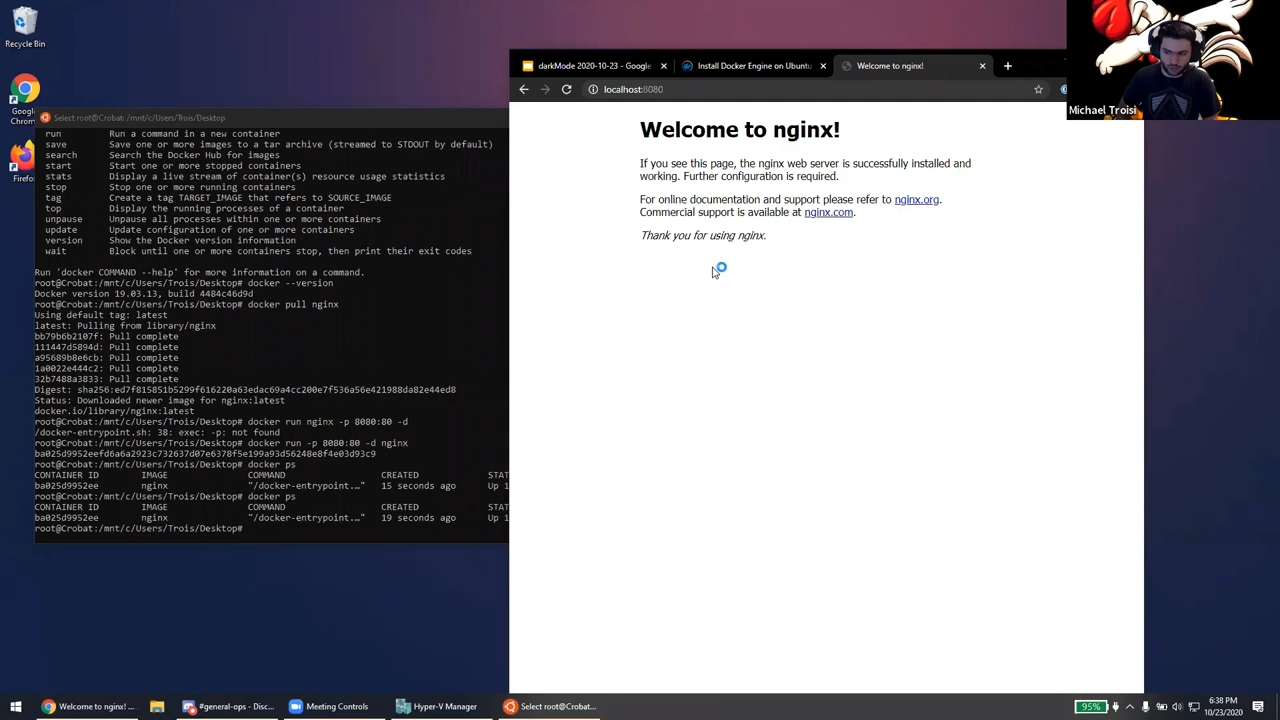 Recycle Bin
Google
Chrome
Firefox
Select root@Crobat: /mnt/c/Users/Trois/Desktop
run Run a command in a new container
save Save one or more images to a tar archive (streamed to STDOUT by default)
search Search the Docker Hub for images
start Start one or more stopped containers
stats Display a live stream of container(s) resource usage statistics
stop Stop one or more running containers
tag Create a tag TARGET_IMAGE that refers to SOURCE_IMAGE
top Display the running processes of a container
unpause Unpause all processes within one or more containers
update Update configuration of one or more containers
version Show the Docker version information
wait Block until one or more containers stop, then print their exit codes
Run 'docker COMMAND --help' for more information on a command.
root@Crobat:/mnt/c/Users/Trois/Desktop# docker --version
Docker version 19.03.13, build 4484c46d9d
root@Crobat:/mnt/c/Users/Trois/Desktop# docker pull nginx
Using default tag: latest
latest: Pulling from library/nginx
bb79b6b2107f: Pull complete
111447d5894d: Pull complete
a95689b8e6cb: Pull complete
1a0022e444c2: Pull complete
32b7488a3833: Pull complete
Digest: sha256:ed7f815851b5299f616220a63edac69a4cc200e7f536a56e421988da82e44ed8
Status: Downloaded newer image for nginx:latest
docker.io/library/nginx:latest
root@Crobat:/mnt/c/Users/Trois/Desktop# docker run nginx -p 8080:80 -d
/docker-entrypoint.sh: 38: exec: -p: not found
root@Crobat:/mnt/c/Users/Trois/Desktop# docker run -p 8080:80 -d nginx
ba025d9952eefd6a6a2923c732637d07e6378f5e199a93d56248e8f4e03d93c9
root@Crobat:/mnt/c/Users/Trois/Desktop# docker ps
CONTAINER ID IMAGE COMMAND CREATED STAT
ba025d9952ee nginx "/docker-entrypoint.…" 15 seconds ago Up 1
root@Crobat:/mnt/c/Users/Trois/Desktop# docker ps
CONTAINER ID IMAGE COMMAND CREATED STAT
ba025d9952ee nginx "/docker-entrypoint.…" 19 seconds ago Up 1
root@Crobat:/mnt/c/Users/Trois/Desktop#
darkMode 2020-10-23 - Google
Install Docker Engine on Ubuntu
Welcome to nginx!
localhost:8080
Welcome to nginx!
If you see this page, the nginx web server is successfully installed and
working. Further configuration is required.
For online documentation and support please refer to nginx.org.
Commercial support is available at nginx.com.
Thank you for using nginx.
Michael Troisi
Welcome to nginx! ...
#general-ops - Disc...
Meeting Controls
Hyper-V Manager
Select root@Crobat...
95%
6:38 PM
10/23/2020